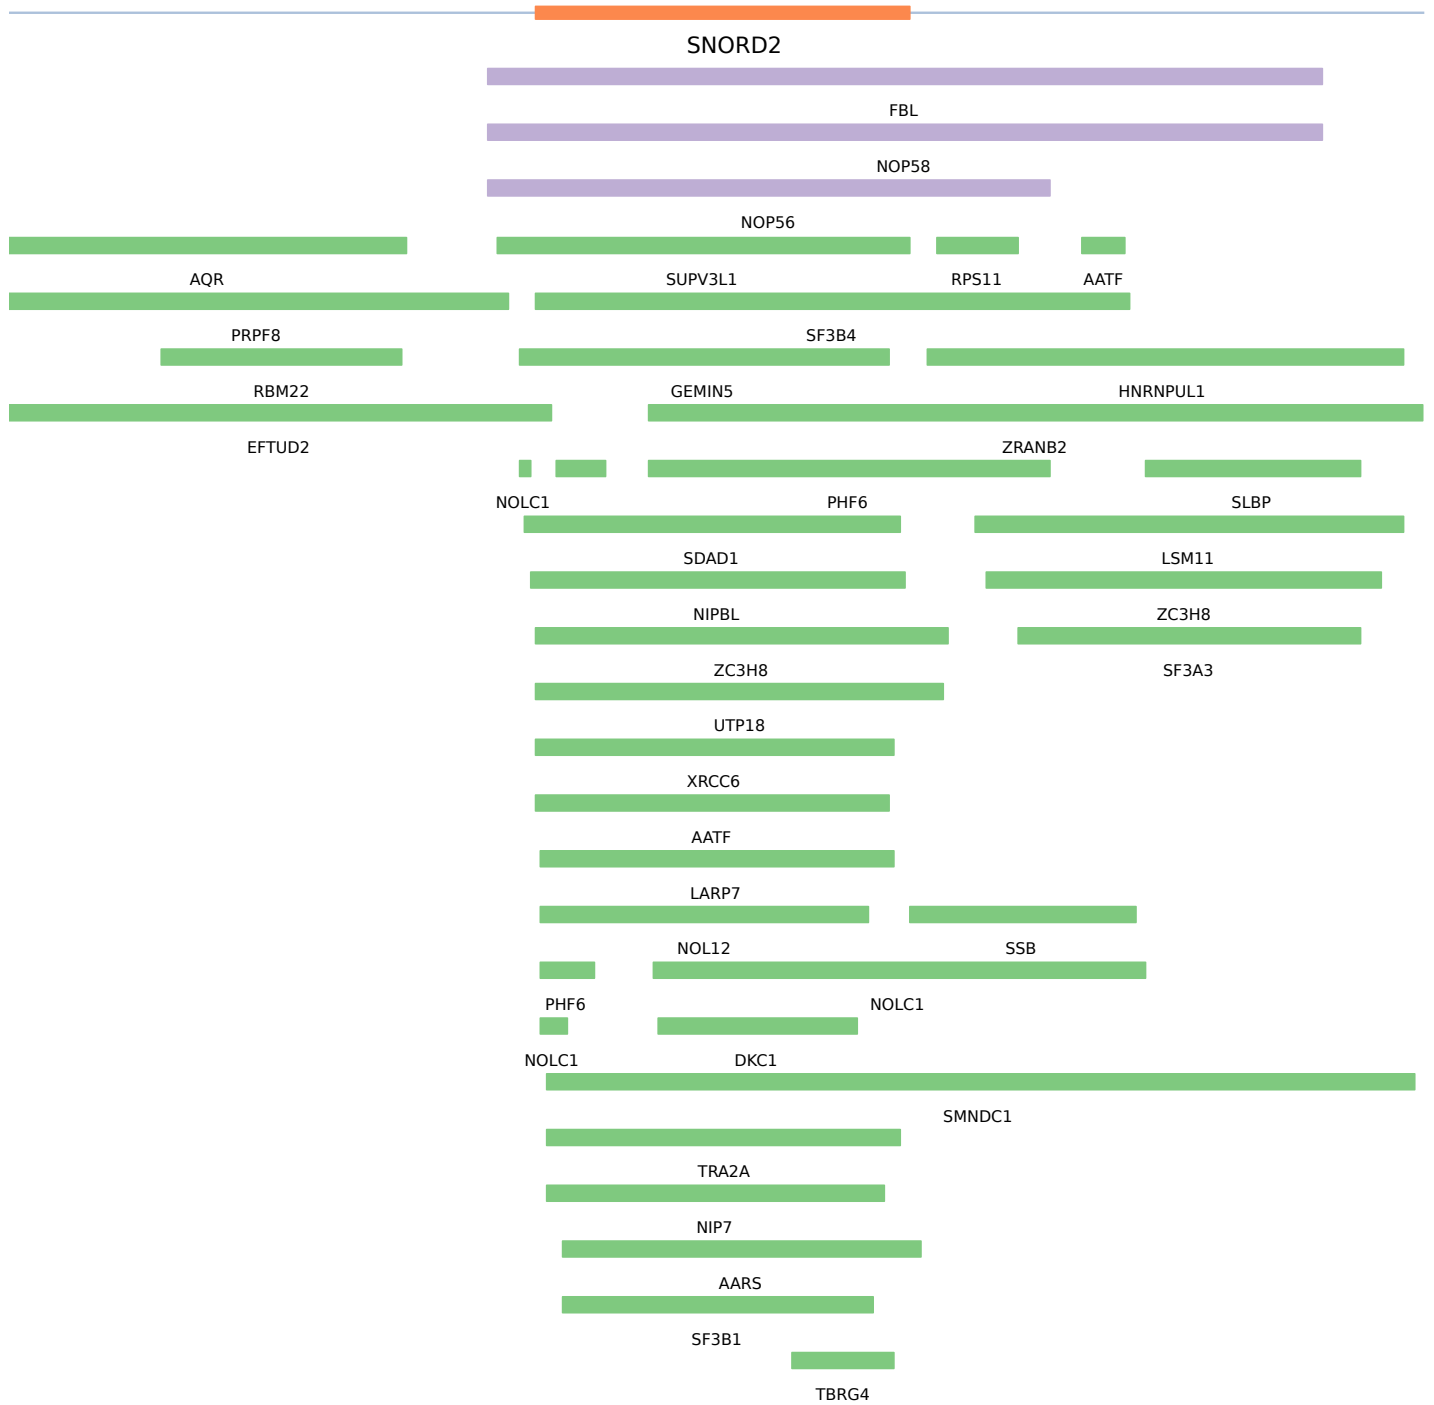 SNORD2
FBL
NOP58
NOP56
AQR SUPV3L1 RPS11 AATF
PRPF8 SF3B4
RBM22 GEMIN5 HNRNPUL1
EFTUD2 ZRANB2
NOLC1 PHF6 SLBP
SDAD1 LSM11
NIPBL ZC3H8
ZC3H8 SF3A3
UTP18
XRCC6
AATF
LARP7
NOL12 SSB
PHF6 NOLC1
NOLC1 DKC1
SMNDC1
TRA2A
NIP7
AARS
SF3B1
TBRG4